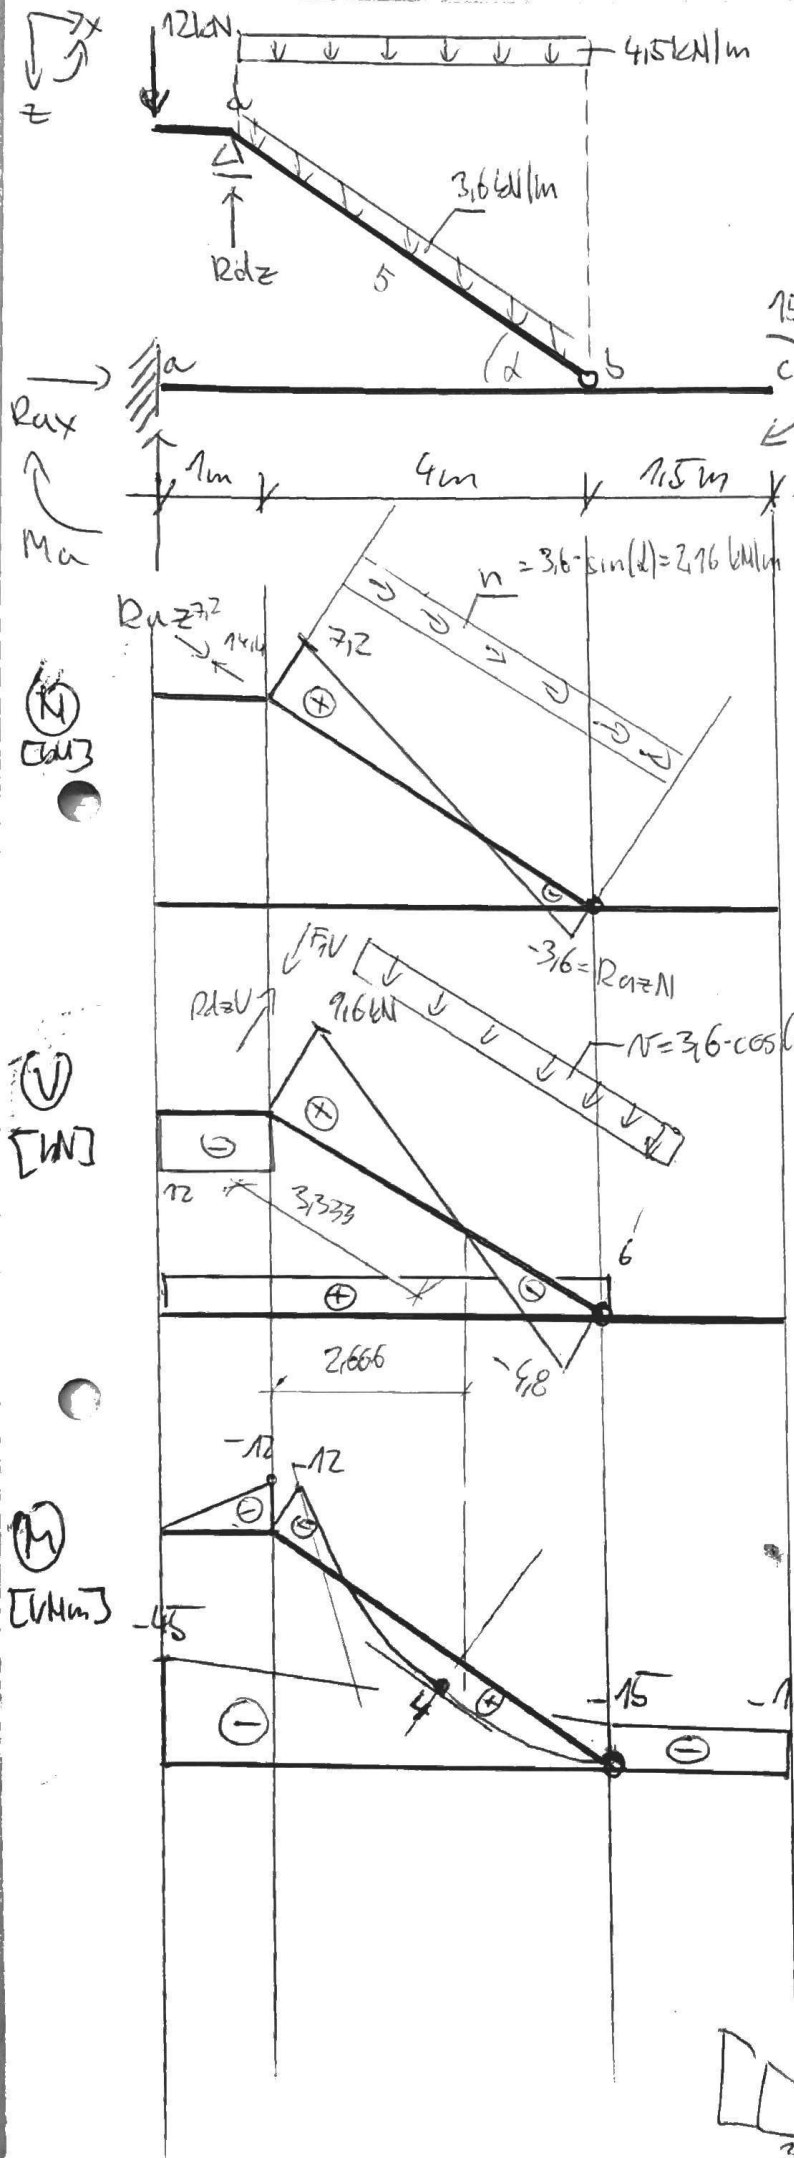 x
12kN
4,5kN/m
z
d
3,6kN/m
Rdz
5
α
b
a
c
Rax
1m
4m
1,5m
Ma
n = 3,6·sin(α)=2,16 kN/m
Raz
7,2
14,4
7,2
N
[kN]
+
-
-3,6=RazN
F,V
RdzV
9,6kN
v=3,6·cos(
V
[kN]
+
-
12
3,333
6
+
-
2,666
-4,8
-12
-12
-
-
M
[kNm]
-45
4
+
-15
-
-